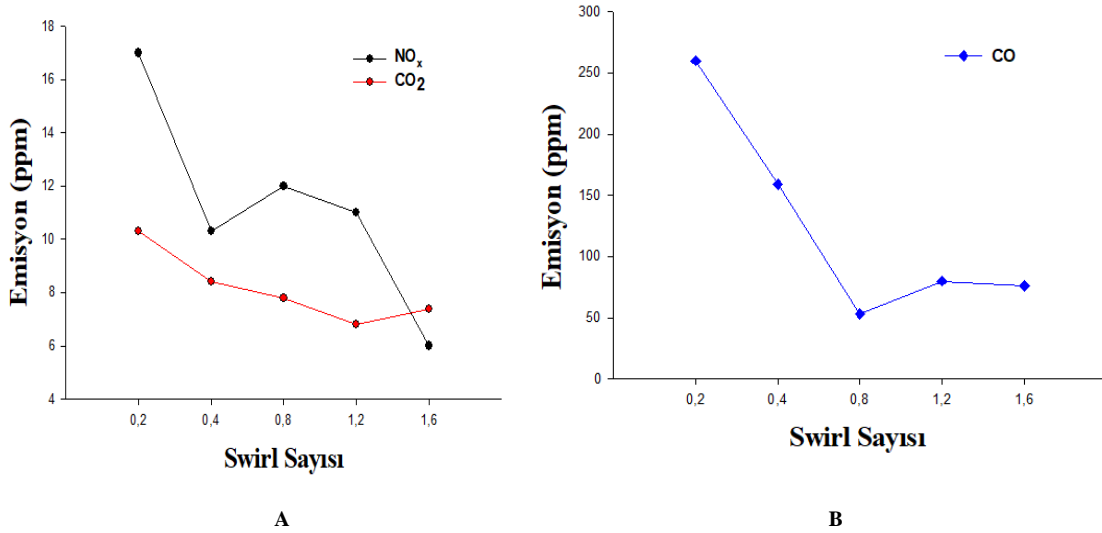 18
16
14
12
10
8
6
4
Emisyon (ppm)
NOx
CO2
0,2 0,4 0,8 1,2 1,6
Swirl Sayısı
A
300
250
200
150
100
50
0
Emisyon (ppm)
CO
0,2 0,4 0,8 1,2 1,6
Swirl Sayısı
B